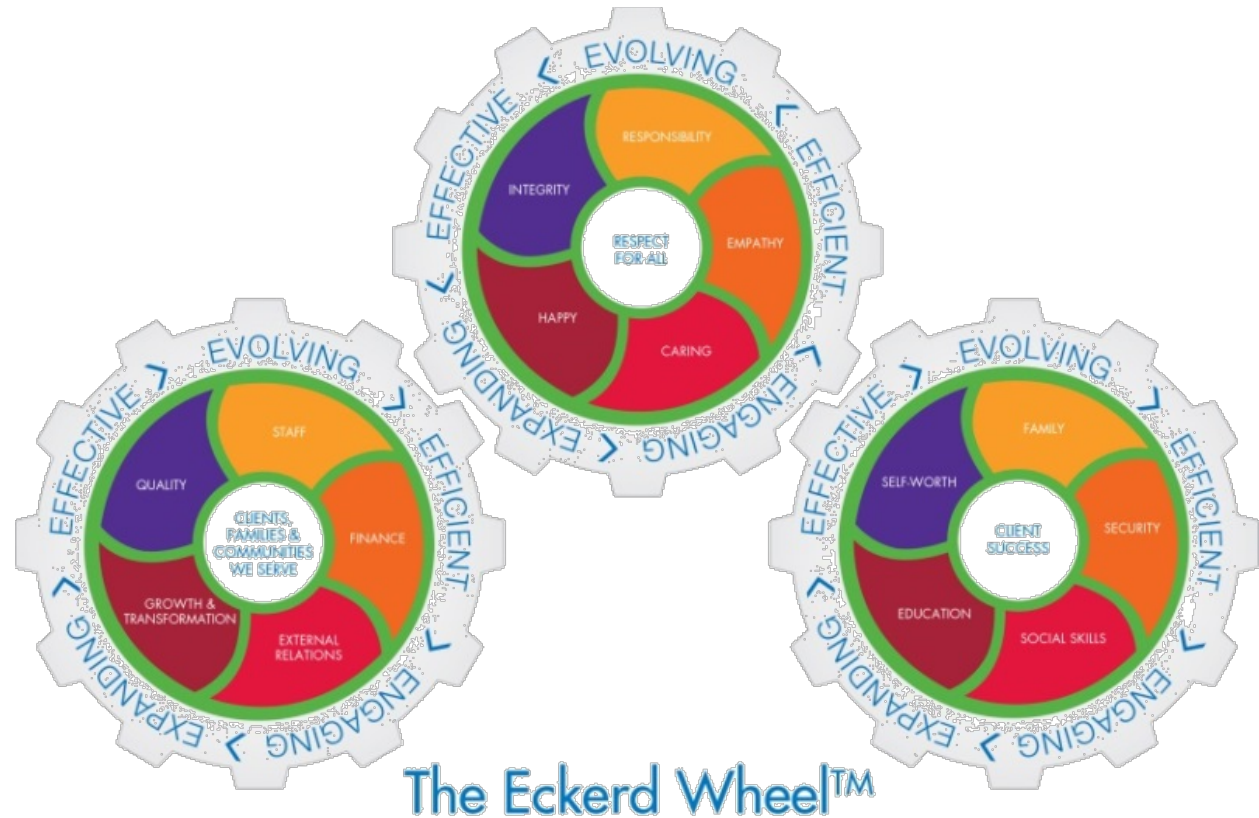 EVOLVING
EFFICIENT
ENGAGING
EXPANDING
EFFECTIVE
RESPONSIBILITY
EMPATHY
CARING
HAPPY
INTEGRITY
RESPECT
FOR ALL
EVOLVING
EFFICIENT
ENGAGING
EXPANDING
EFFECTIVE
STAFF
FINANCE
EXTERNAL
RELATIONS
GROWTH &
TRANSFORMATION
QUALITY
CLIENTS,
FAMILIES &
COMMUNITIES
WE SERVE
EVOLVING
EFFICIENT
ENGAGING
EXPANDING
EFFECTIVE
FAMILY
SECURITY
SOCIAL SKILLS
EDUCATION
SELF-WORTH
CLIENT
SUCCESS
The Eckerd Wheel™